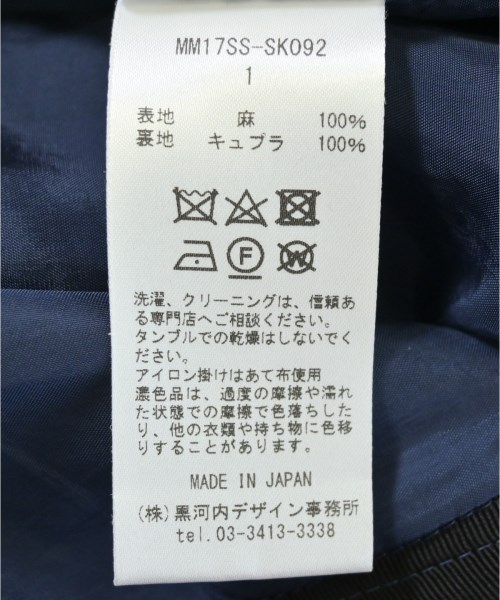 MM17SS-SK092
1
表地 麻 100%
裏地 キュプラ 100%
F W
洗濯、クリーニングは、信頼あ
る専門店へご相談ください。
タンブルでの乾燥はしないでく
ださい。
アイロン掛けはあて布使用
濃色品は、過度の摩擦や濡れ
た状態での摩擦で色落ちした
り、他の衣類や持ち物に色移
りすることがあります。
MADE IN JAPAN
(株)黒河内デザイン事務所
tel.03-3413-3338